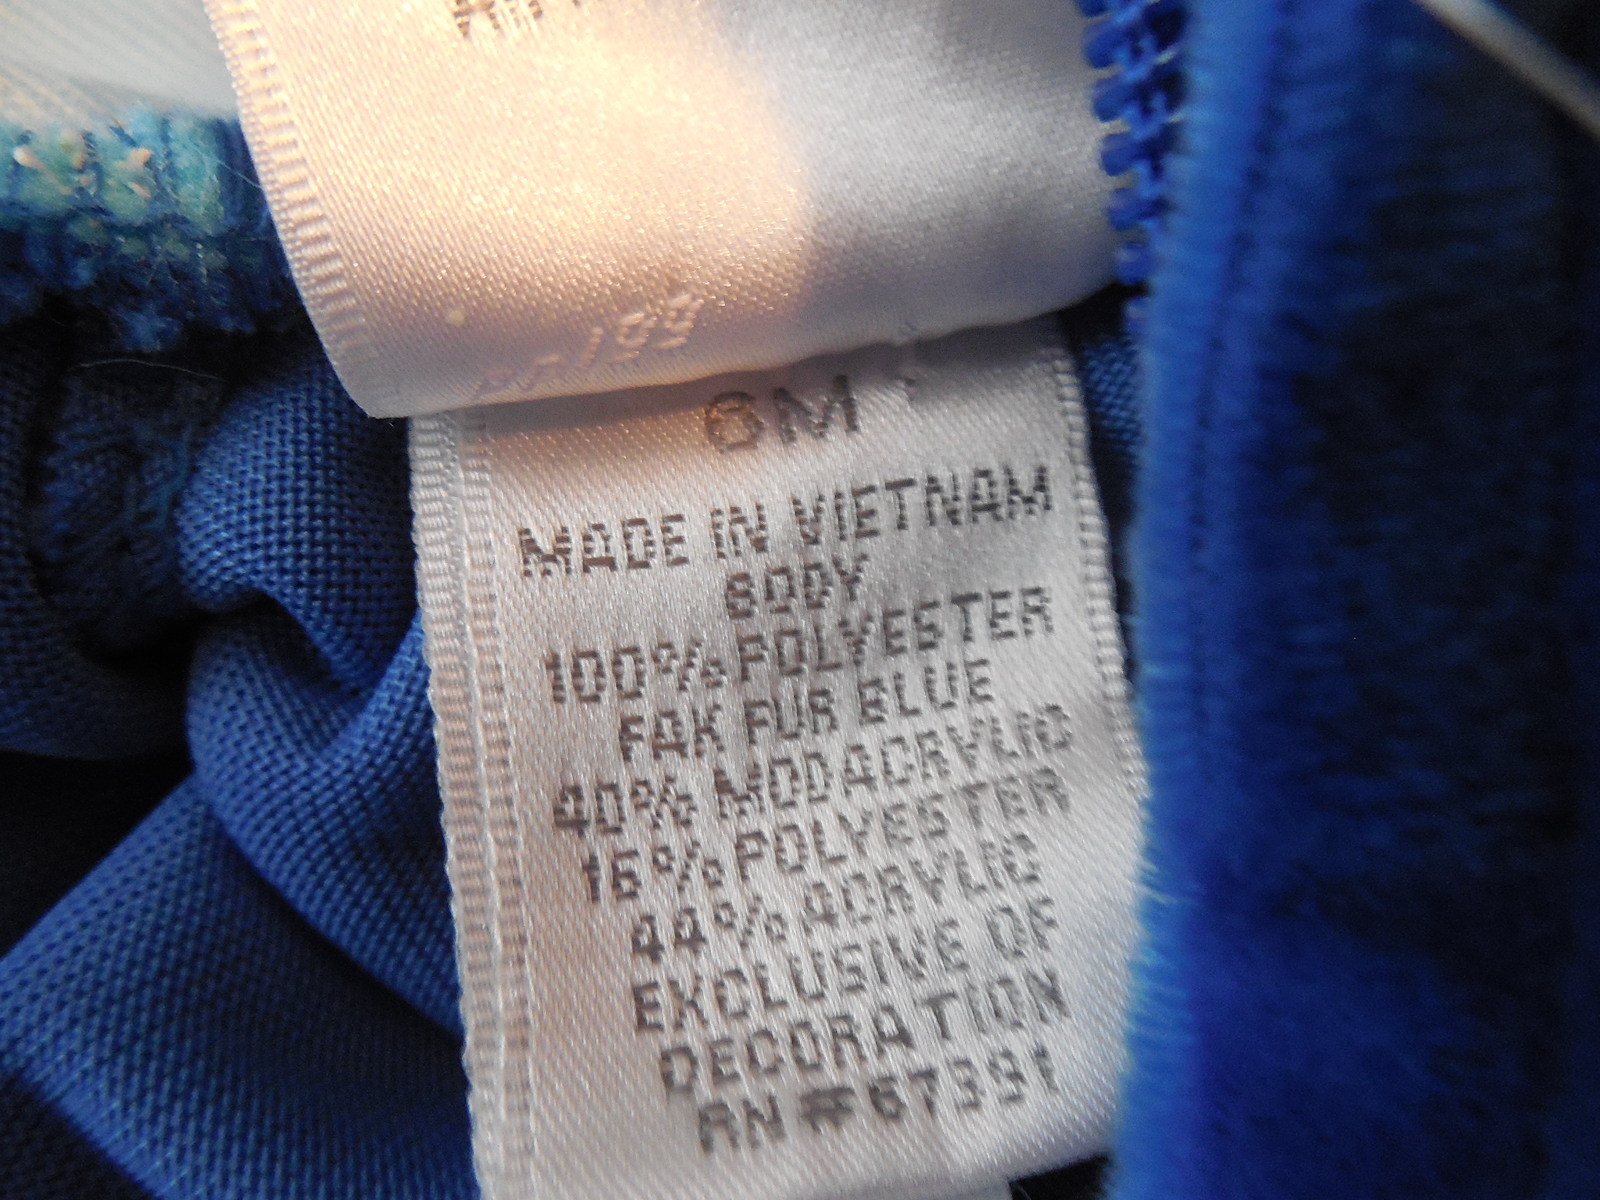 6M
MADE IN VIETNAM
BODY
100% POLYESTER
FAK FUR BLUE
40% MODACRYLIC
16% POLYESTER
44% ACRYLIC
EXCLUSIVE OF
DECORATION
RN #67391